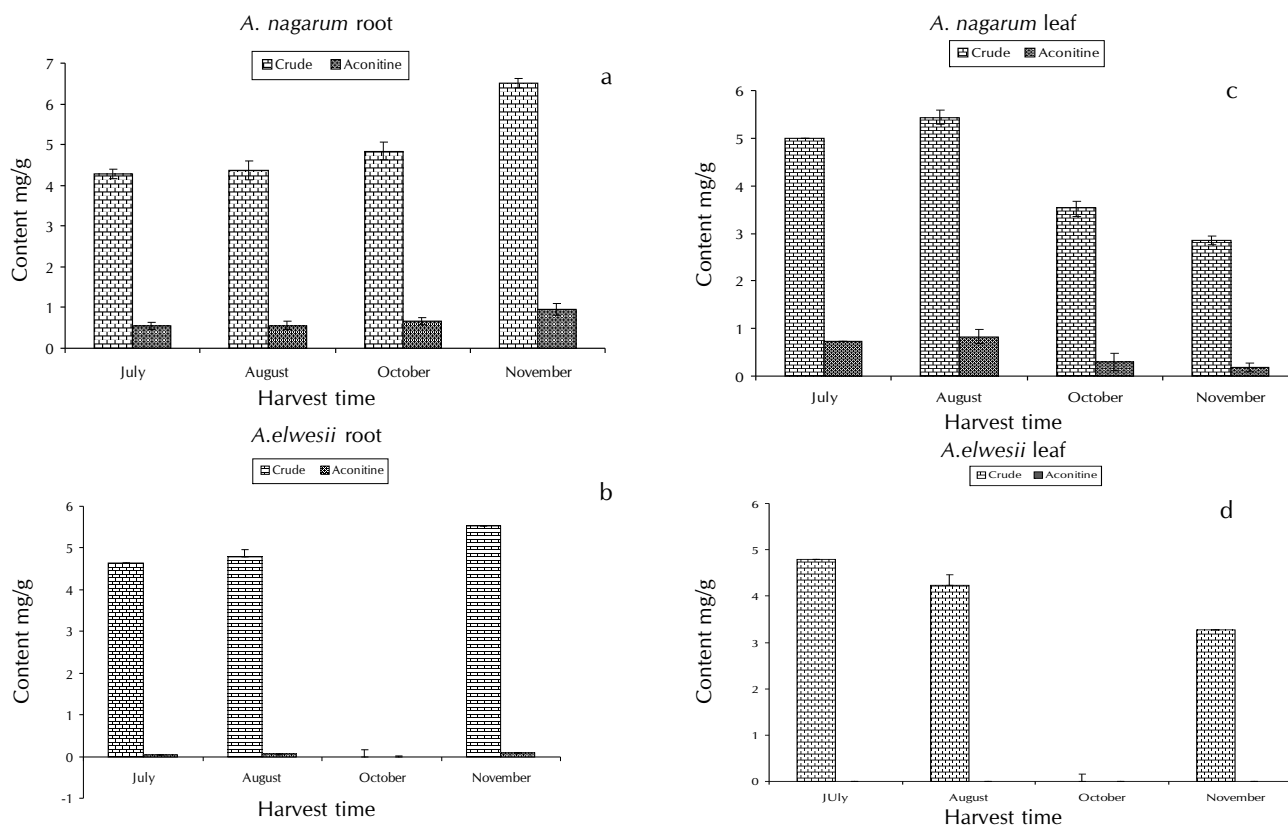 A. nagarum root
Crude Aconitine
a
7
6
5
4
3
2
1
0
Content mg/g
July August October November
Harvest time
A. nagarum leaf
Crude Aconitine
c
6
5
4
3
2
1
0
Content mg/g
July August October November
Harvest time
A.elwesii root
Crude Aconitine
b
6
5
4
3
2
1
0
-1
Content mg/g
July August October November
Harvest time
A.elwesii leaf
Crude Aconitine
d
6
5
4
3
2
1
0
Content mg/g
JUly August October November
Harvest time